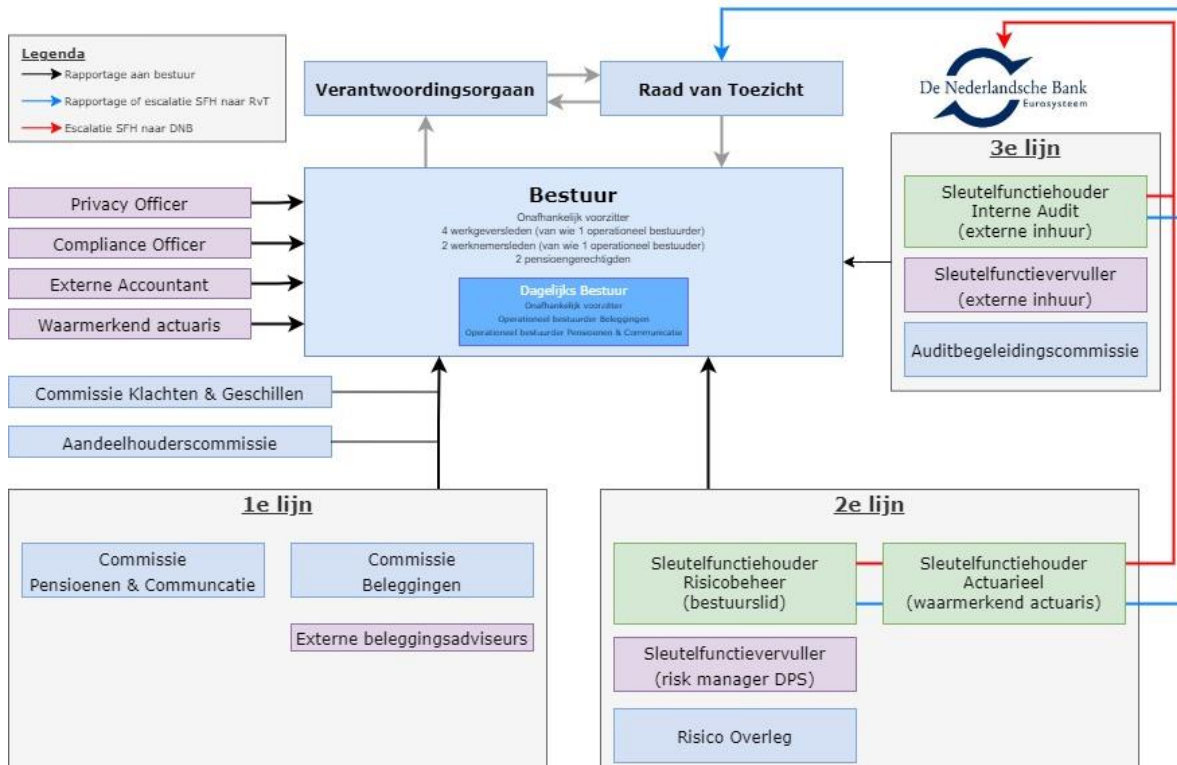 Legenda
Rapportage aan bestuur
Rapportage of escalatie SFH naar RvT
Escalatie SFH naar DNB
Verantwoordingsorgaan
Raad van Toezicht
De Nederlandsche Bank
Eurosysteem
Privacy Officer
Compliance Officer
Externe Accountant
Waarmerkend actuaris
Bestuur
Onafhankelijk voorzitter
4 werkgeversleden (van wie 1 operationeel bestuurder)
2 werknemersleden (van wie 1 operationeel bestuder)
2 pensioengerechtigden
Dagelijks Bestuur
Onafhankelijk voorzitter
Operationeel bestuurder Beleggingen
Operationeel bestuurder Pensioenen & Communicatie
3e lijn
Sleutelfunctiehouder
Interne Audit
(externe inhuur)
Sleutelfunctievervuller
(externe inhuur)
Auditbegeleidingscommissie
Commissie Klachten & Geschillen
Aandeelhouderscommissie
1e lijn
Commissie
Pensioenen & Communcatie
Commissie
Beleggingen
Externe beleggingsadviseurs
2e lijn
Sleutelfunctiehouder
Risicobeheer
(bestuurslid)
Sleutelfunctiehouder
Actuarieel
(waarmerkend actuaris)
Sleutelfunctievervuller
(risk manager DPS)
Risico Overleg